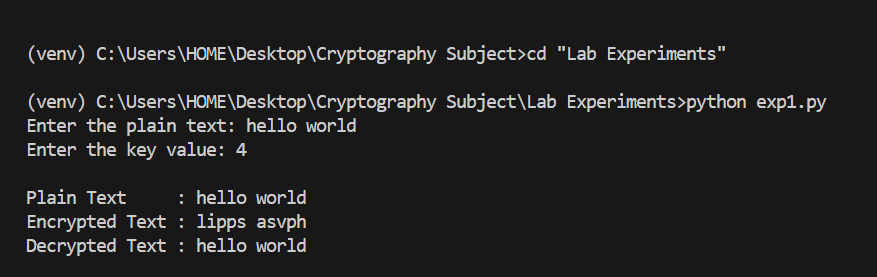 (venv) C:\Users\HOME\Desktop\Cryptography Subject>cd "Lab Experiments"
(venv) C:\Users\HOME\Desktop\Cryptography Subject\Lab Experiments>python exp1.py
Enter the plain text: hello world
Enter the key value: 4
Plain Text     : hello world
Encrypted Text : lipps asvph
Decrypted Text : hello world